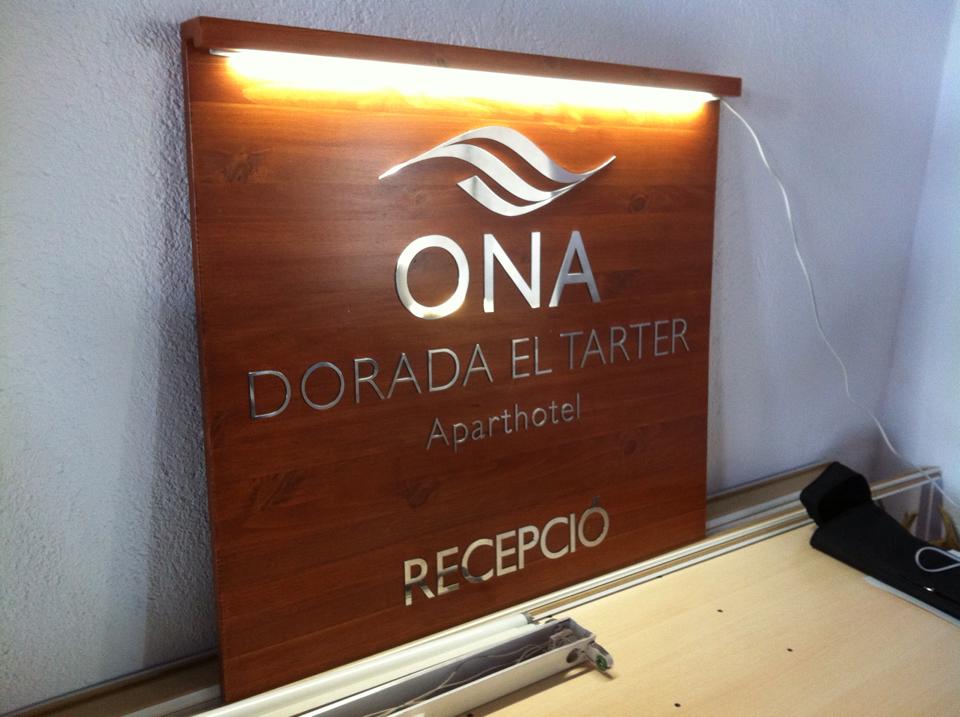 ONA
DORADA EL TARTER
Aparthotel
RECEPCIÓ